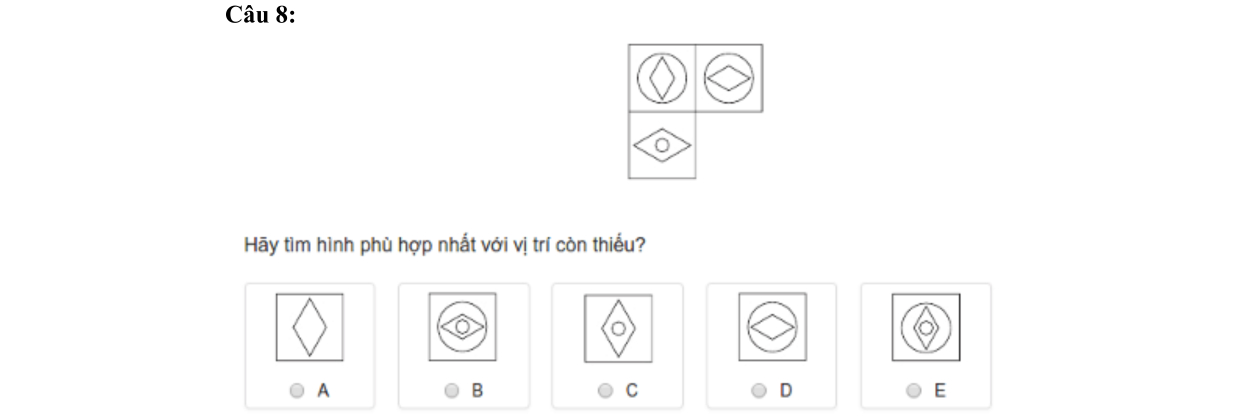 Câu 8:
Hãy tìm hình phù hợp nhất với vị trí còn thiếu?
A B C D E